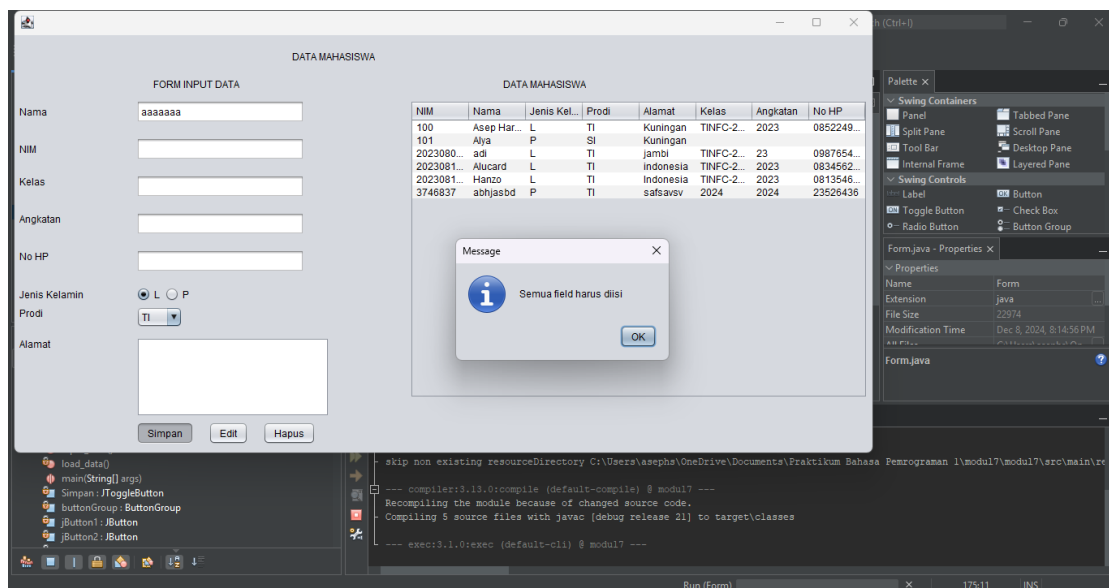 h (Ctrl+I)
DATA MAHASISWA
FORM INPUT DATA
DATA MAHASISWA
Nama
aaaaaaa
NIM
Kelas
Angkatan
No HP
Jenis Kelamin
L
P
Prodi
TI
Alamat
Simpan
Edit
Hapus
NIM Nama Jenis Kel... Prodi Alamat Kelas Angkatan No HP
100 Asep Har... L TI Kuningan TINFC-2... 2023 0852249...
101 Alya P SI Kuningan
2023080... adi L TI jambi TINFC-2... 23 0987654...
2023081... Alucard L TI indonesia TINFC-2... 2023 0834562...
2023081... Hanzo L TI Indonesia TINFC-2... 2023 0813546...
3746837 abhjasbd P TI safsavsv 2024 2024 23526436
Message
Semua field harus diisi
OK
Palette
Swing Containers
Panel Tabbed Pane
Split Pane Scroll Pane
Tool Bar Desktop Pane
Internal Frame Layered Pane
Swing Controls
Label Button
Toggle Button Check Box
Radio Button Button Group
Form.java - Properties
Properties
Name Form
Extension java
File Size 22974
Modification Time Dec 8, 2024, 8:14:56 PM
Form.java
load_data()
main(String[] args)
Simpan : JToggleButton
buttonGroup : ButtonGroup
jButton1 : JButton
jButton2 : JButton
skip non existing resourceDirectory C:\Users\asephs\OneDrive\Documents\Praktikum Bahasa Pemrograman 1\modul7\modul7\src\main\re
--- compiler:3.13.0:compile (default-compile) @ modul7 ---
Recompiling the module because of changed source code.
Compiling 5 source files with javac [debug release 21] to target\classes
--- exec:3.1.0:exec (default-cli) @ modul7 ---
Run (Form)
175:11
INS